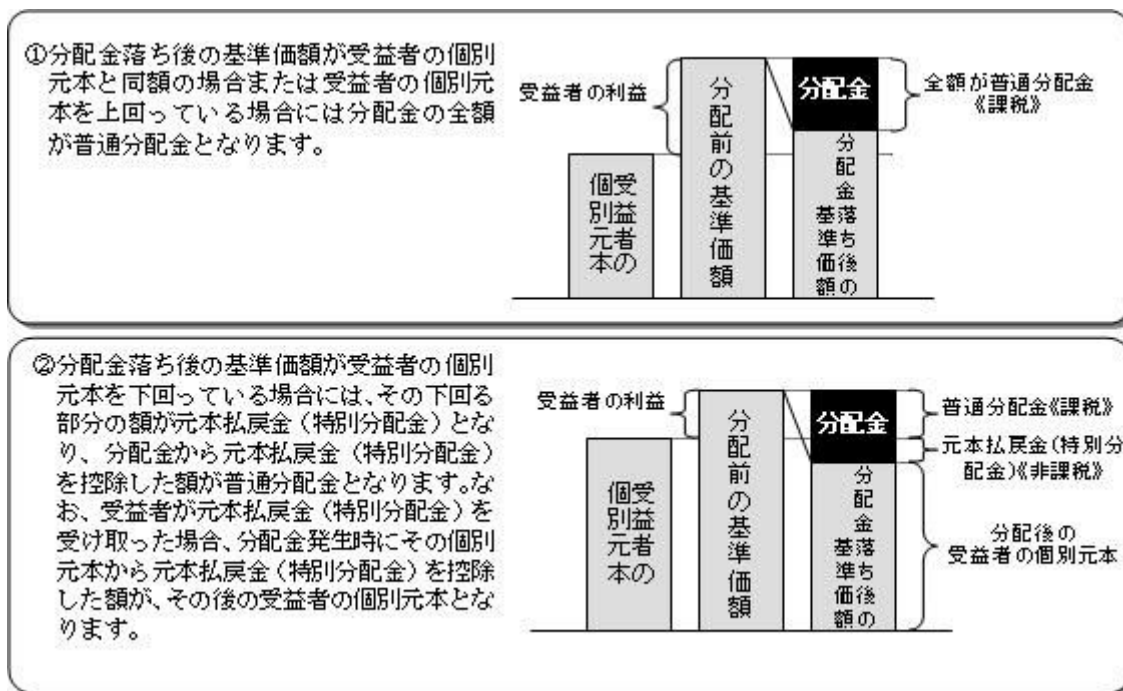 ①分配金落ち後の基準価額が受益者の個別
元本と同額の場合または受益者の個別元
本を上回っている場合には分配金の全額
が普通分配金となります。
受益者の利益
受益者の
個別元本
分配前の基準価額
分配金
分配金落ち後の
基準価額
全額が普通分配金
《課税》
②分配金落ち後の基準価額が受益者の個別
元本を下回っている場合には、その下回る
部分の額が元本払戻金（特別分配金）とな
り、分配金から元本払戻金（特別分配金）
を控除した額が普通分配金となります。な
お、受益者が元本払戻金（特別分配金）を
受け取った場合、分配金発生時にその個別
元本から元本払戻金（特別分配金）を控除
した額が、その後の受益者の個別元本とな
ります。
受益者の利益
受益者の
個別元本
分配前の基準価額
分配金
分配金落ち後の
基準価額
普通分配金《課税》
元本払戻金（特別分
配金）《非課税》
分配後の
受益者の個別元本